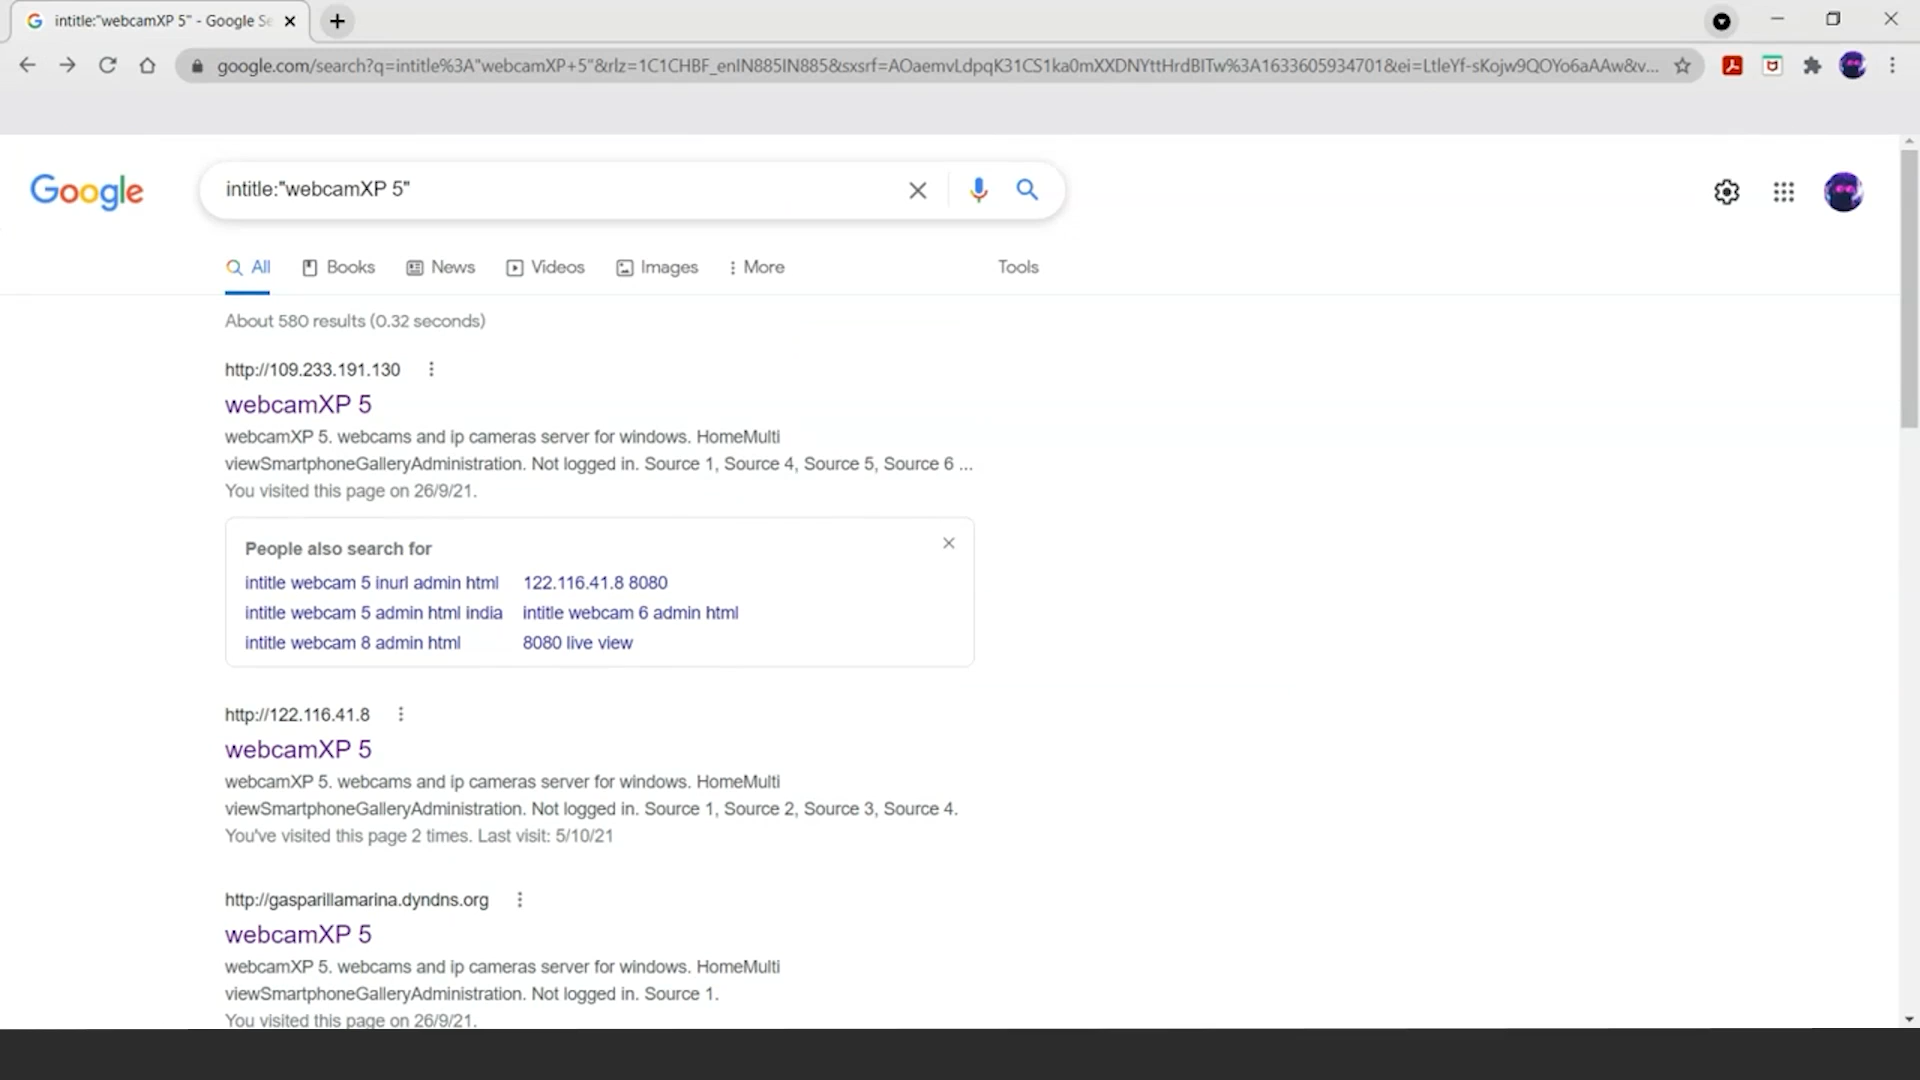 intitle:"webcamXP 5" - Google Se
google.com/search?q=intitle%3A"webcamXP+5"&rlz=1C1CHBF_enIN885IN885&sxsrf=AOaemvLdpqK31CS1ka0mXXDNYttHrdBITw%3A1633605934701&ei=LtleYf-sKojw9QOYo6aAAw&v...
Google
intitle:"webcamXP 5"
All Books News Videos Images More Tools
About 580 results (0.32 seconds)
http://109.233.191.130
webcamXP 5
webcamXP 5. webcams and ip cameras server for windows. HomeMulti
viewSmartphoneGalleryAdministration. Not logged in. Source 1, Source 4, Source 5, Source 6 ...
You visited this page on 26/9/21.
People also search for
intitle webcam 5 inurl admin html 122.116.41.8 8080
intitle webcam 5 admin html india intitle webcam 6 admin html
intitle webcam 8 admin html 8080 live view
http://122.116.41.8
webcamXP 5
webcamXP 5. webcams and ip cameras server for windows. HomeMulti
viewSmartphoneGalleryAdministration. Not logged in. Source 1, Source 2, Source 3, Source 4.
You've visited this page 2 times. Last visit: 5/10/21
http://gasparillamarina.dyndns.org
webcamXP 5
webcamXP 5. webcams and ip cameras server for windows. HomeMulti
viewSmartphoneGalleryAdministration. Not logged in. Source 1.
You visited this page on 26/9/21.